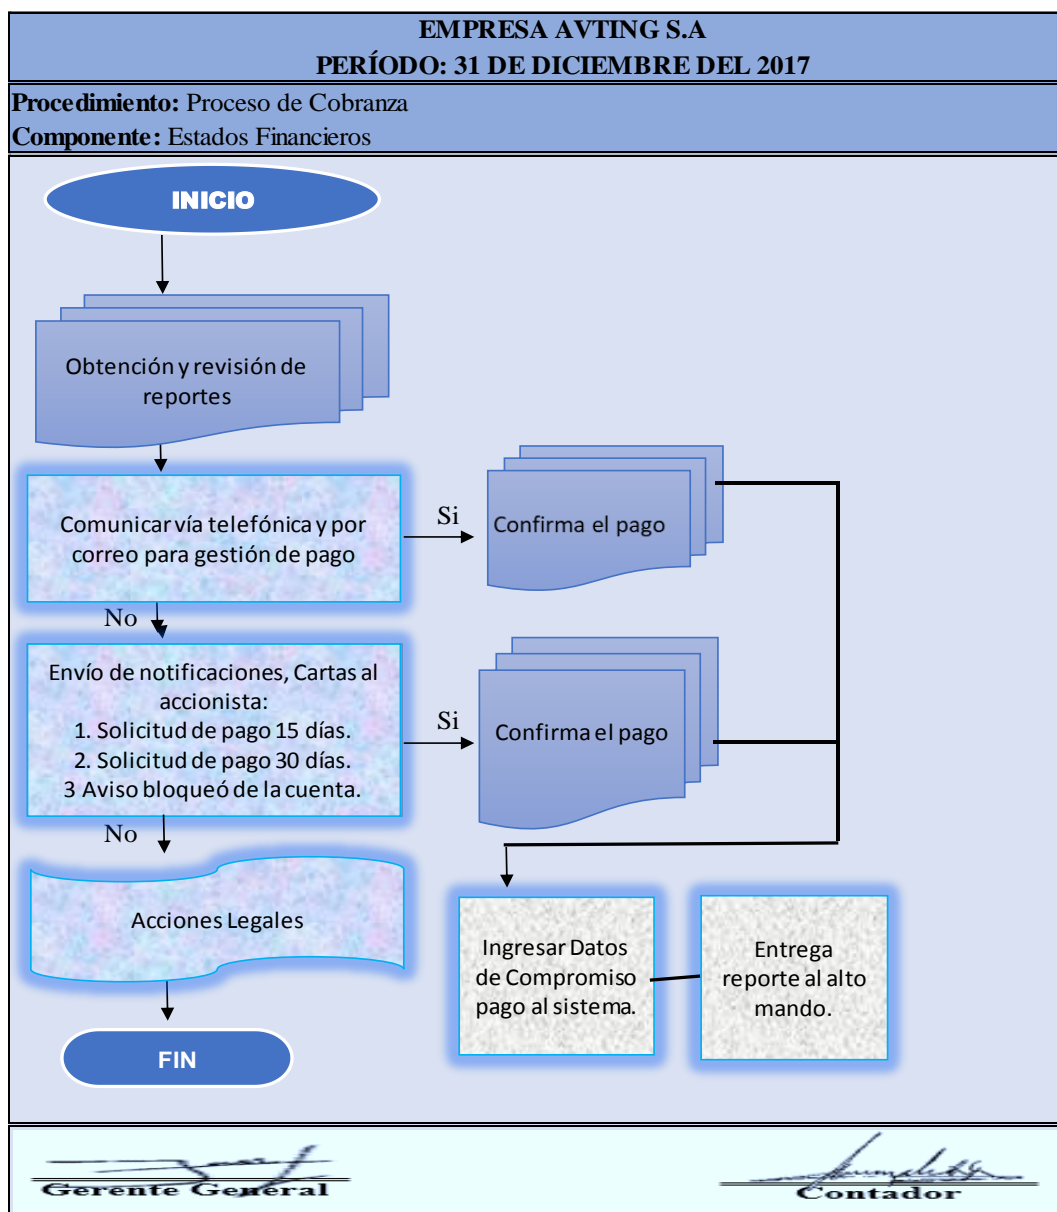 EMPRESA AVTING S.A
PERÍODO: 31 DE DICIEMBRE DEL 2017
Procedimiento: Proceso de Cobranza
Componente: Estados Financieros
INICIO
Obtención y revisión de
reportes
Comunicar vía telefónica y por
correo para gestión de pago
Si
Confirma el pago
No
Envío de notificaciones, Cartas al
accionista:
1. Solicitud de pago 15 días.
2. Solicitud de pago 30 días.
3 Aviso bloqueó de la cuenta.
Si
Confirma el pago
No
Acciones Legales
Ingresar Datos
de Compromiso
pago al sistema.
Entrega
reporte al alto
mando.
FIN
Gerente General
Contador